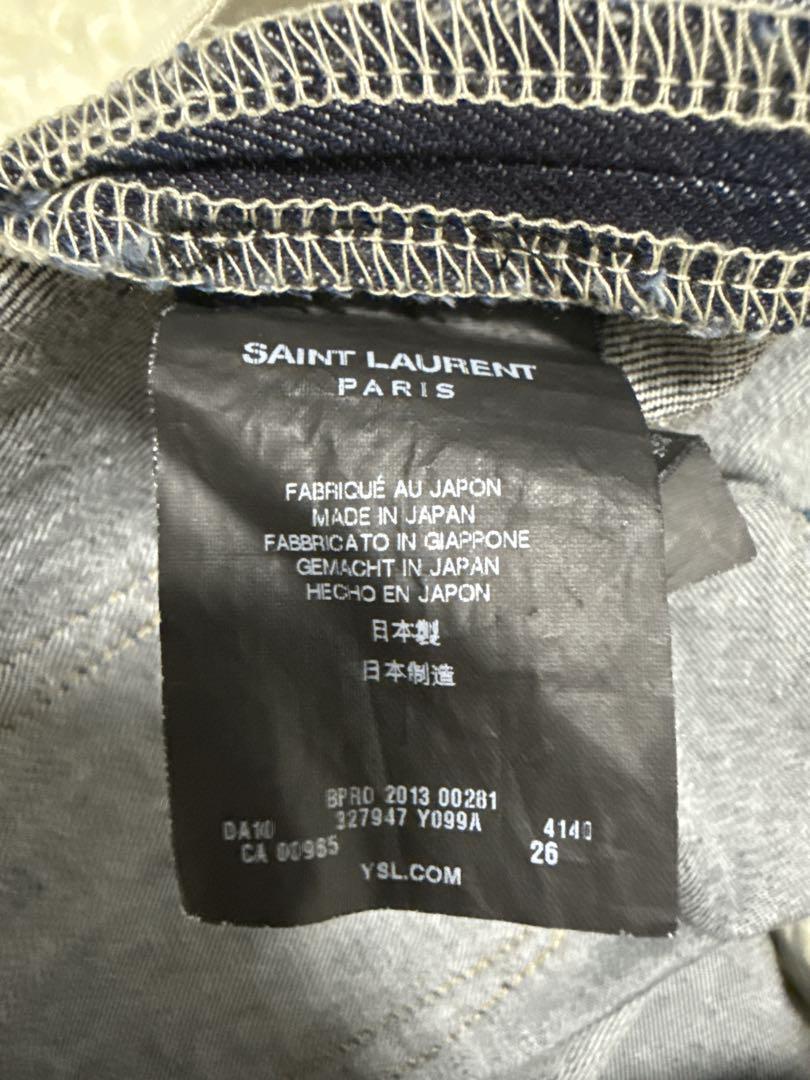 SAINT LAURENT
PARIS
FABRIQUÉ AU JAPON
MADE IN JAPAN
FABBRICATO IN GIAPPONE
GEMACHT IN JAPAN
HECHO EN JAPON
日本製
日本制造
BPRO 2013 00281
DA10 327947 Y099A 4140
CA 00965 26
YSL.COM